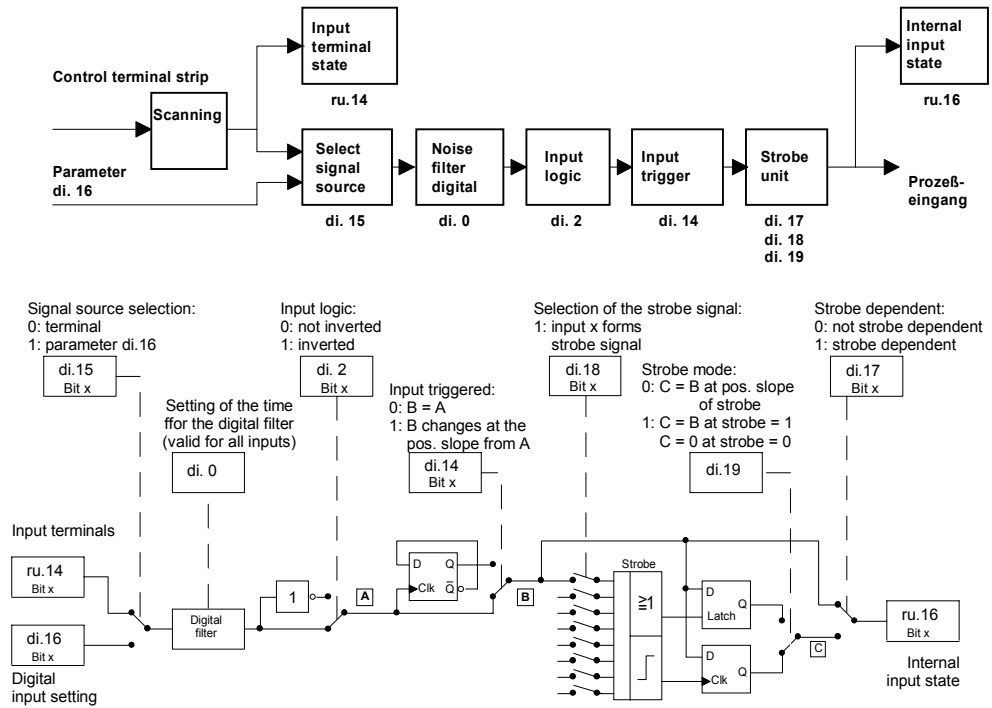 Input
terminal
state
ru.14
Internal
input
state
ru.16
Control terminal strip
Scanning
Parameter
di. 16
Select
signal
source
di. 15
Noise
filter
digital
di. 0
Input
logic
di. 2
Input
trigger
di. 14
Strobe
unit
di. 17
di. 18
di. 19
Prozeß-
eingang
Signal source selection:
0: terminal
1: parameter di.16
di.15
Bit x
Setting of the time
ffor the digital filter
(valid for all inputs)
di. 0
Input logic:
0: not inverted
1: inverted
di. 2
Bit x
Input triggered:
0: B = A
1: B changes at the
pos. slope from A
di.14
Bit x
Selection of the strobe signal:
1: input x forms
strobe signal
di.18
Bit x
Strobe mode:
0: C = B at pos. slope
of strobe
1: C = B at strobe = 1
C = 0 at strobe = 0
di.19
Strobe dependent:
0: not strobe dependent
1: strobe dependent
di.17
Bit x
Input terminals
ru.14
Bit x
di.16
Bit x
Digital
input setting
Digital
filter
1
A
D Q
Clk Q̅
B
Strobe
≧1
D
Q
Latch
D
Q
Clk
C
ru.16
Bit x
Internal
input state